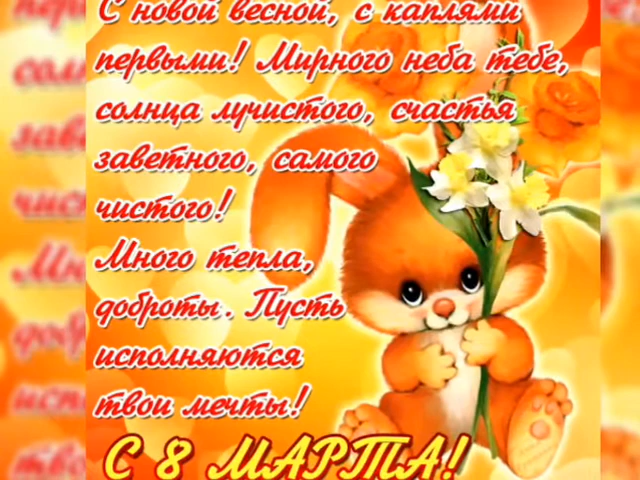 С новой весной, с каплями
первыми! Мирного неба тебе,
солнца лучистого, счастья
заветного, самого
чистого!
Много тепла,
доброты. Пусть
исполняются
твои мечты!
С 8 МАРТА!